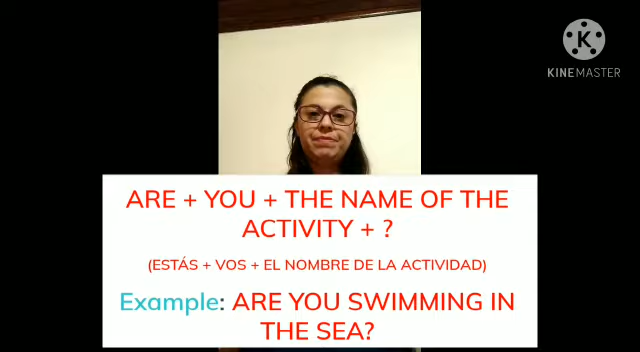 KINEMASTER
ARE + YOU + THE NAME OF THE
ACTIVITY + ?
(ESTÁS + VOS + EL NOMBRE DE LA ACTIVIDAD)
Example: ARE YOU SWIMMING IN
THE SEA?